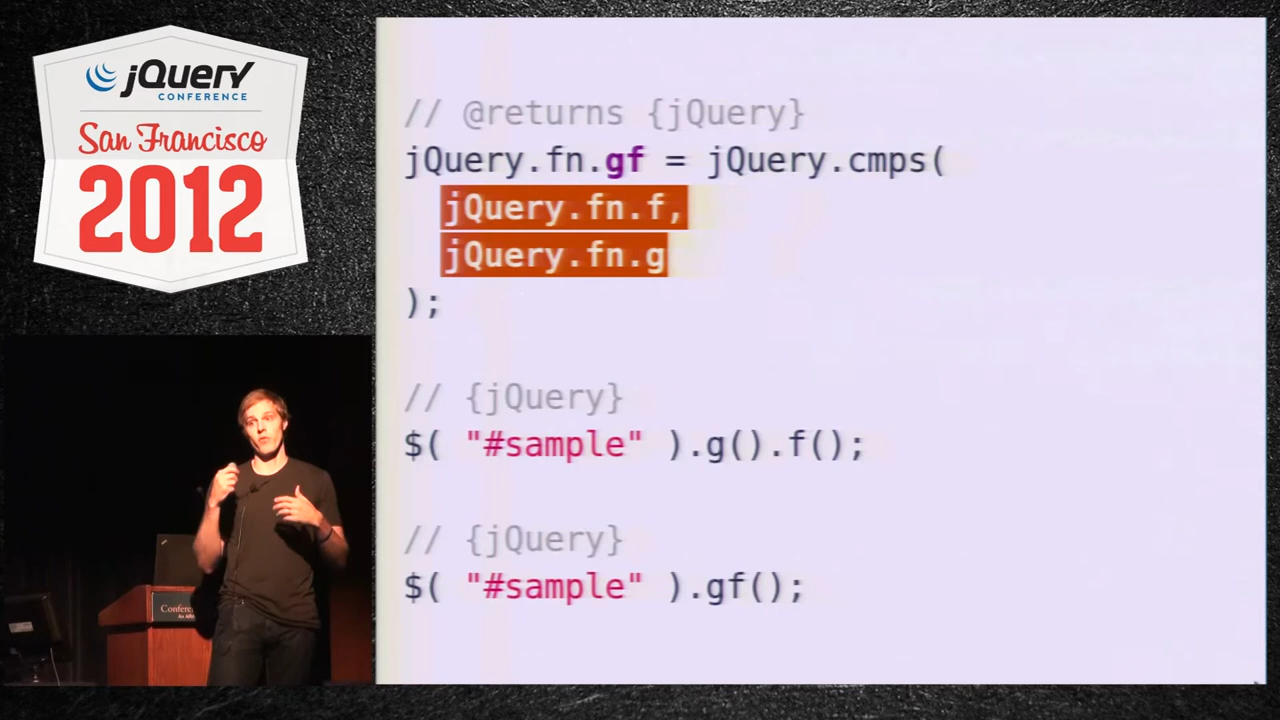 jQuery
CONFERENCE
San Francisco
2012
// @returns {jQuery}
jQuery.fn.gf = jQuery.cmps(
jQuery.fn.f,
jQuery.fn.g
);
// {jQuery}
$( "#sample" ).g().f();
// {jQuery}
$( "#sample" ).gf();